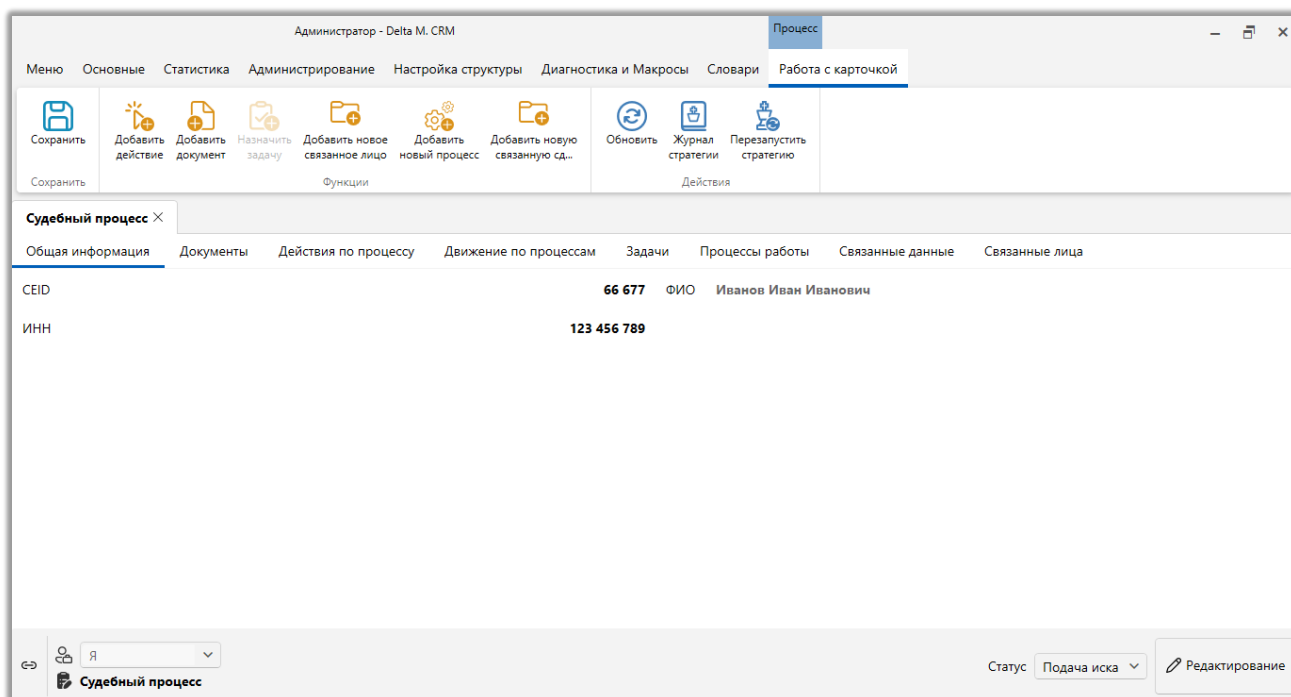 Администратор - Delta M. CRM
Процесс
Меню Основные Статистика Администрирование Настройка структуры Диагностика и Макросы Словари Работа с карточкой
Сохранить
Добавить действие
Добавить документ
Назначить задачу
Добавить новое связанное лицо
Добавить новый процесс
Добавить новую связанную сд...
Обновить
Журнал стратегии
Перезапустить стратегию
Сохранить Функции Действия
Судебный процесс
Общая информация Документы Действия по процессу Движение по процессам Задачи Процессы работы Связанные данные Связанные лица
CEID 66 677 ФИО Иванов Иван Иванович
ИНН 123 456 789
Я
Судебный процесс
Статус Подача иска Редактирование